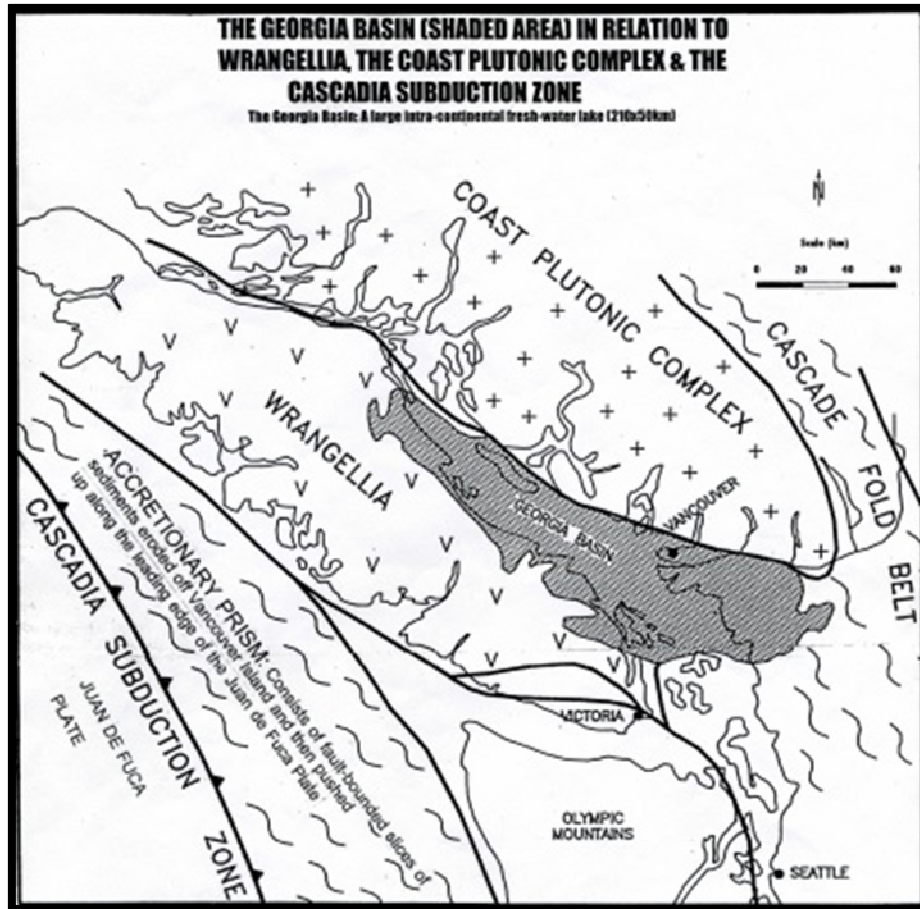 THE GEORGIA BASIN (SHADED AREA) IN RELATION TO
WRANGELLIA, THE COAST PLUTONIC COMPLEX & THE
CASCADIA SUBDUCTION ZONE
The Georgia Basin: A large intra-continental fresh-water lake (210x50km)
N
Scale (km)
0 20 40 60
COAST PLUTONIC COMPLEX
CASCADE FOLD BELT
WRANGELLIA
GEORGIA BASIN
VANCOUVER
ACCRETIONARY PRISM: Consists of fault-bounded slices of
sediments eroded off Vancouver Island and then pushed
up along the leading edge of the Juan de Fuca Plate
CASCADIA SUBDUCTION ZONE
JUAN DE FUCA
PLATE
VICTORIA
OLYMPIC
MOUNTAINS
SEATTLE